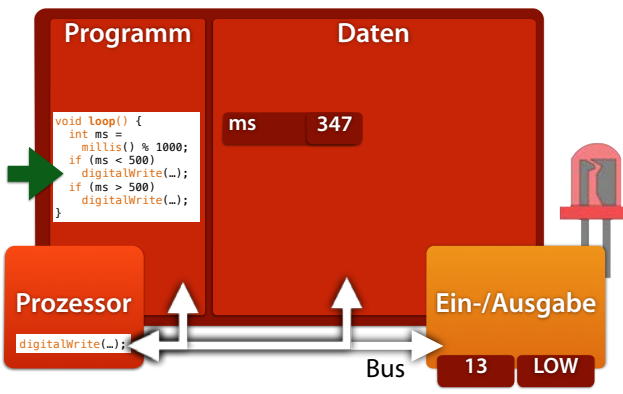 Programm
Daten
void loop() {
int ms =
millis() % 1000;
if (ms < 500)
digitalWrite(…);
if (ms > 500)
digitalWrite(…);
}
ms 347
Prozessor
digitalWrite(…);
Ein-/Ausgabe
13 LOW
Bus